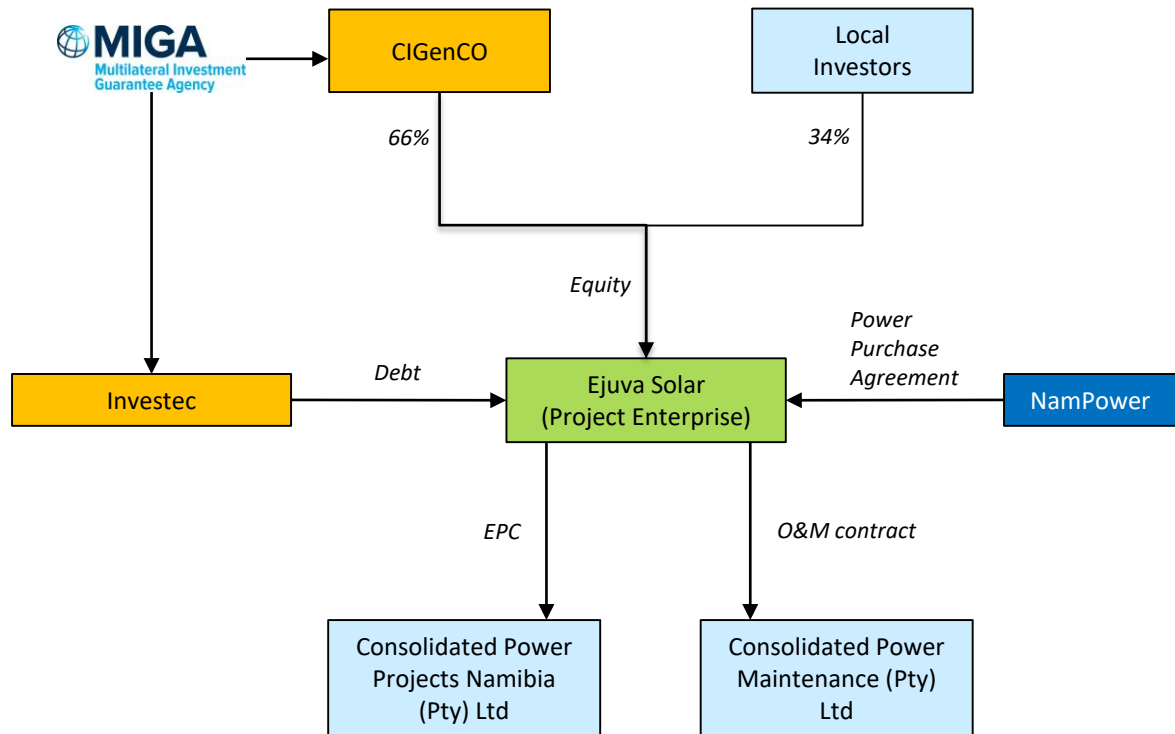 MIGA
Multilateral Investment
Guarantee Agency
CIGenCO
Local
Investors
66%
34%
Equity
Power
Purchase
Agreement
Debt
Investec
Ejuva Solar
(Project Enterprise)
NamPower
EPC
O&M contract
Consolidated Power
Projects Namibia
(Pty) Ltd
Consolidated Power
Maintenance (Pty)
Ltd